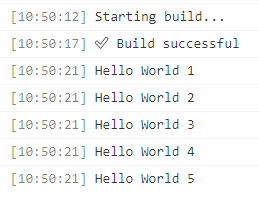 [10:50:12] Starting build...
[10:50:17] ✅ Build successful
[10:50:21] Hello World 1
[10:50:21] Hello World 2
[10:50:21] Hello World 3
[10:50:21] Hello World 4
[10:50:21] Hello World 5